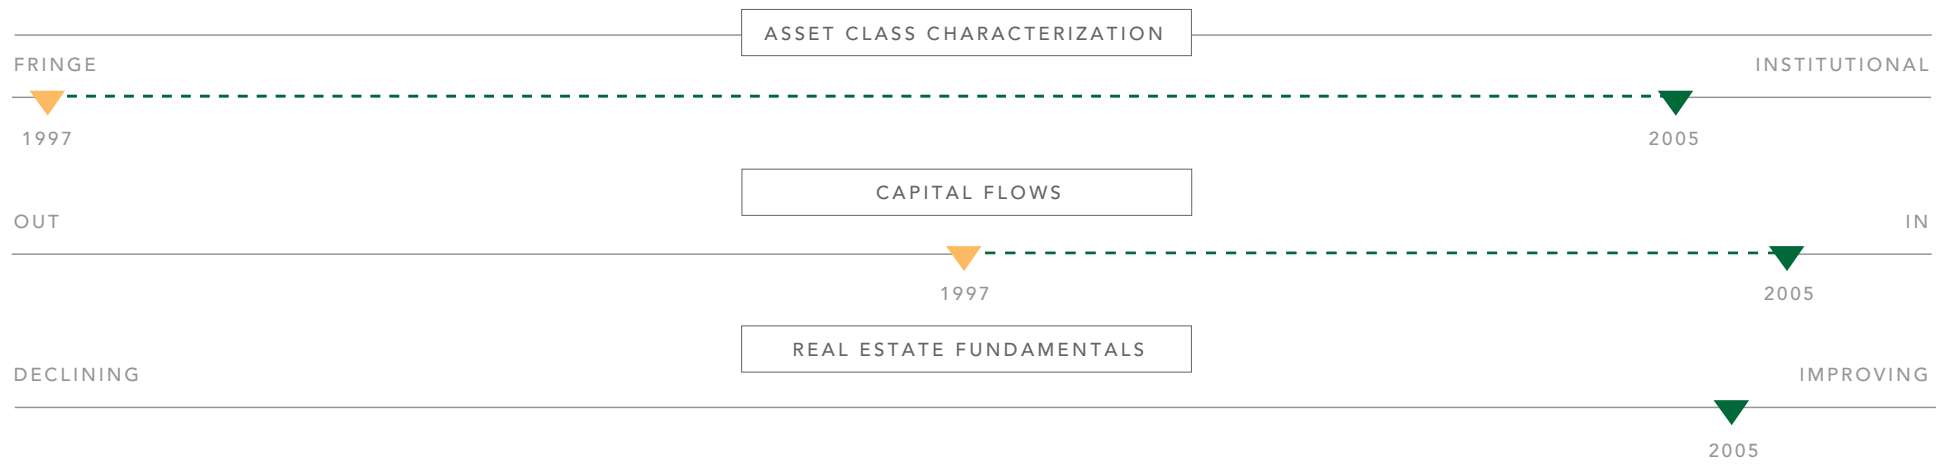 ASSET CLASS CHARACTERIZATION
FRINGE
INSTITUTIONAL
1997
2005
CAPITAL FLOWS
OUT
IN
1997
2005
REAL ESTATE FUNDAMENTALS
DECLINING
IMPROVING
2005